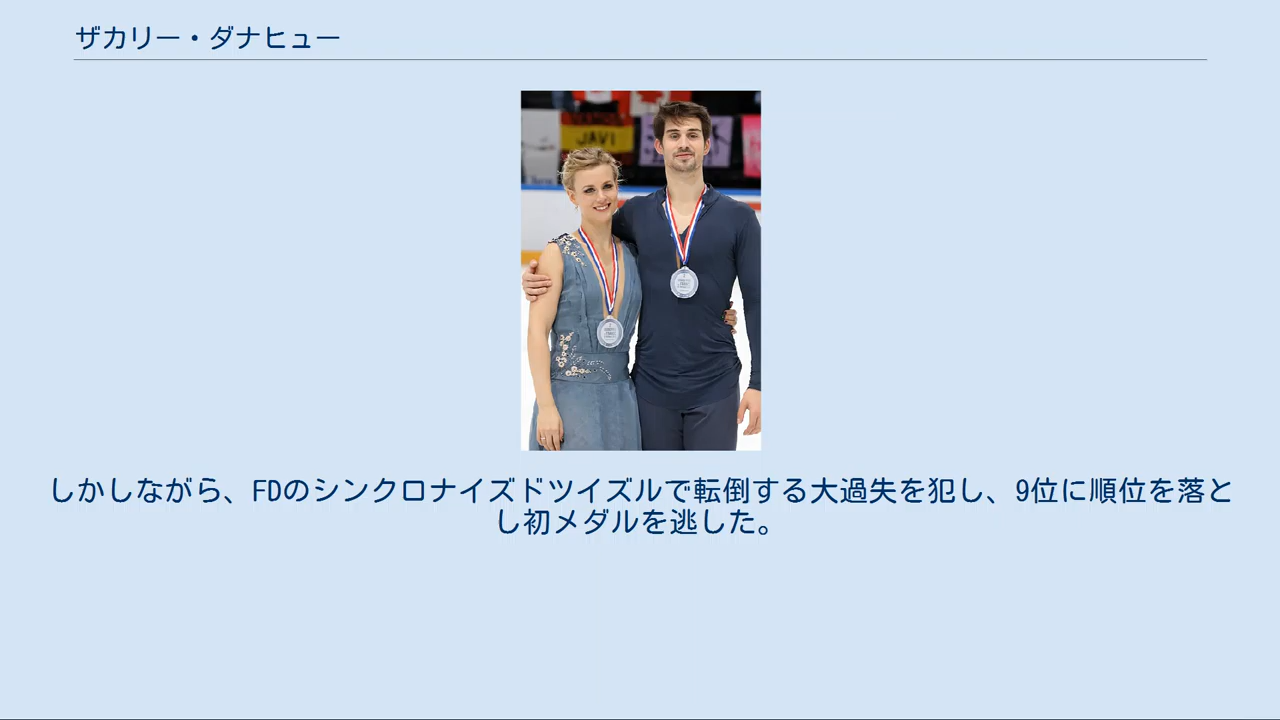 ザカリー・ダナヒュー
JAVI
しかしながら、FDのシンクロナイズドツイズルで転倒する大過失を犯し、9位に順位を落と
し初メダルを逃した。